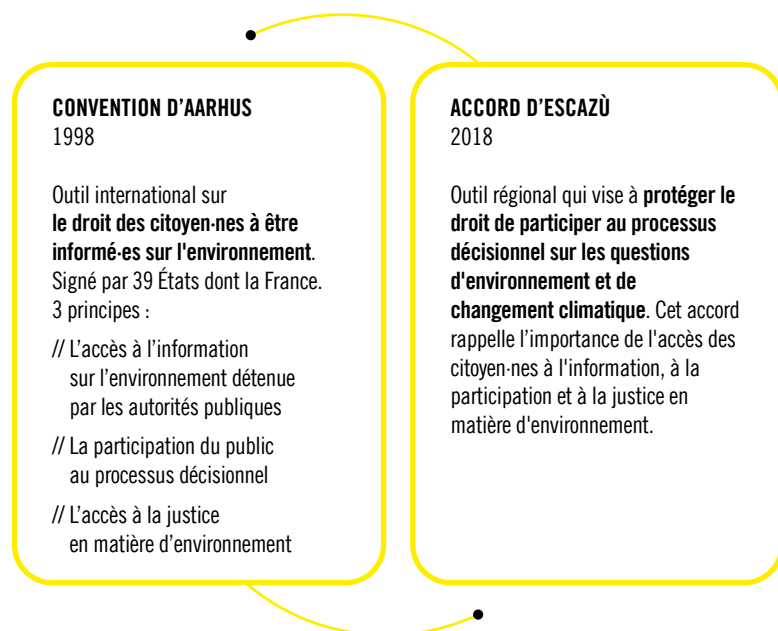 CONVENTION D'AARHUS
1998
Outil international sur
le droit des citoyen·nes à être
informé·es sur l'environnement.
Signé par 39 États dont la France.
3 principes :
// L'accès à l'information
sur l'environnement détenue
par les autorités publiques
// La participation du public
au processus décisionnel
// L'accès à la justice
en matière d'environnement
ACCORD D'ESCAZÙ
2018
Outil régional qui vise à protéger le
droit de participer au processus
décisionnel sur les questions
d'environnement et de
changement climatique. Cet accord
rappelle l'importance de l'accès des
citoyen·nes à l'information, à la
participation et à la justice en
matière d'environnement.